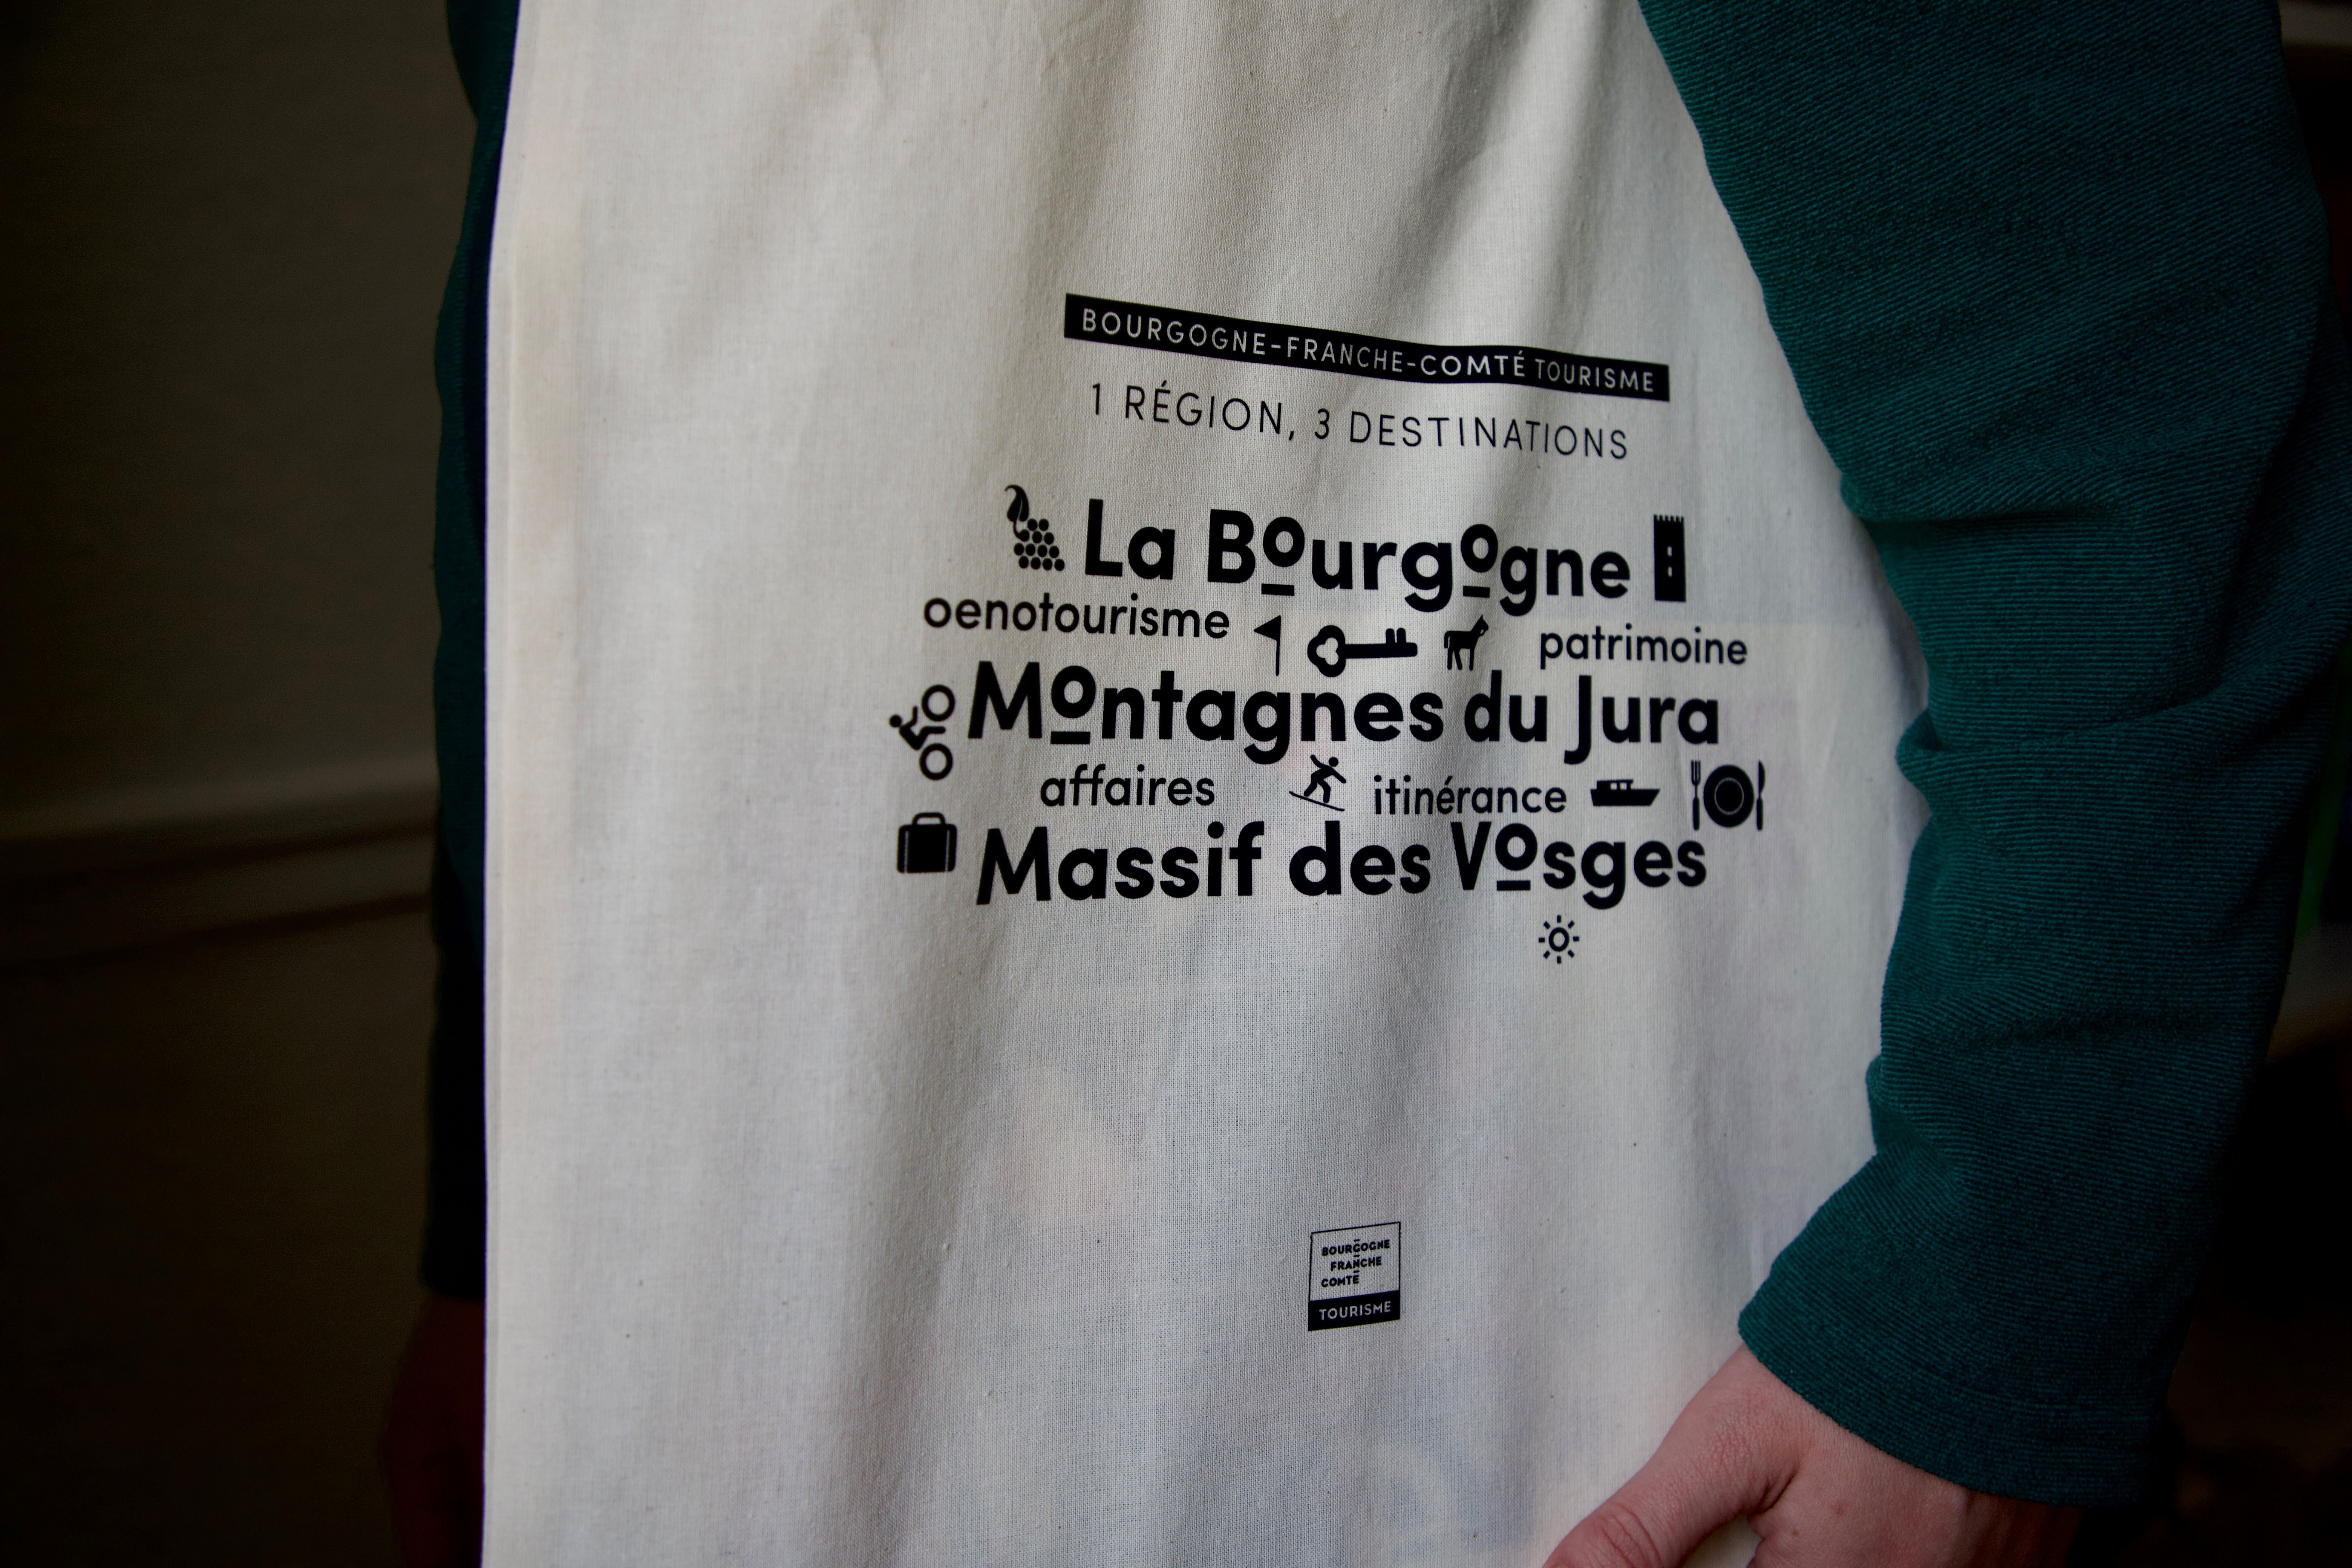 BOURGOGNE-FRANCHE-COMTÉ TOURISME
1 RÉGION, 3 DESTINATIONS
La Bourgogne
oenotourisme patrimoine
Montagnes du Jura
affaires itinérance
Massif des Vosges
BOURGOGNE
FRANCHE
COMTÉ
TOURISME